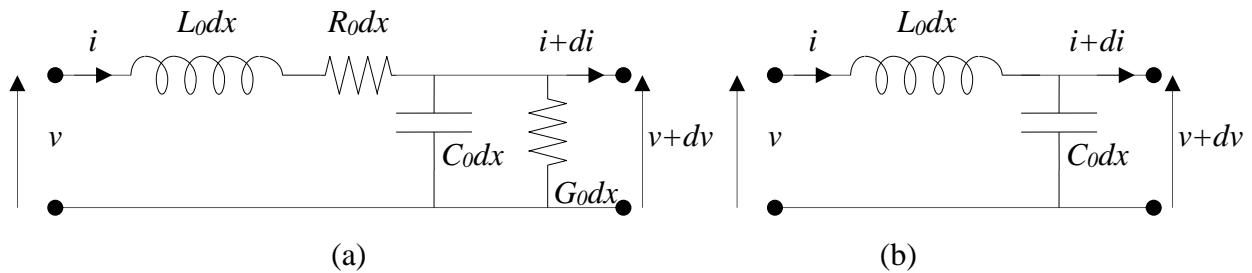 L0dx R0dx L0dx
i i+di i i+di
v C0dx v+dv v C0dx v+dv
G0dx
(a) (b)